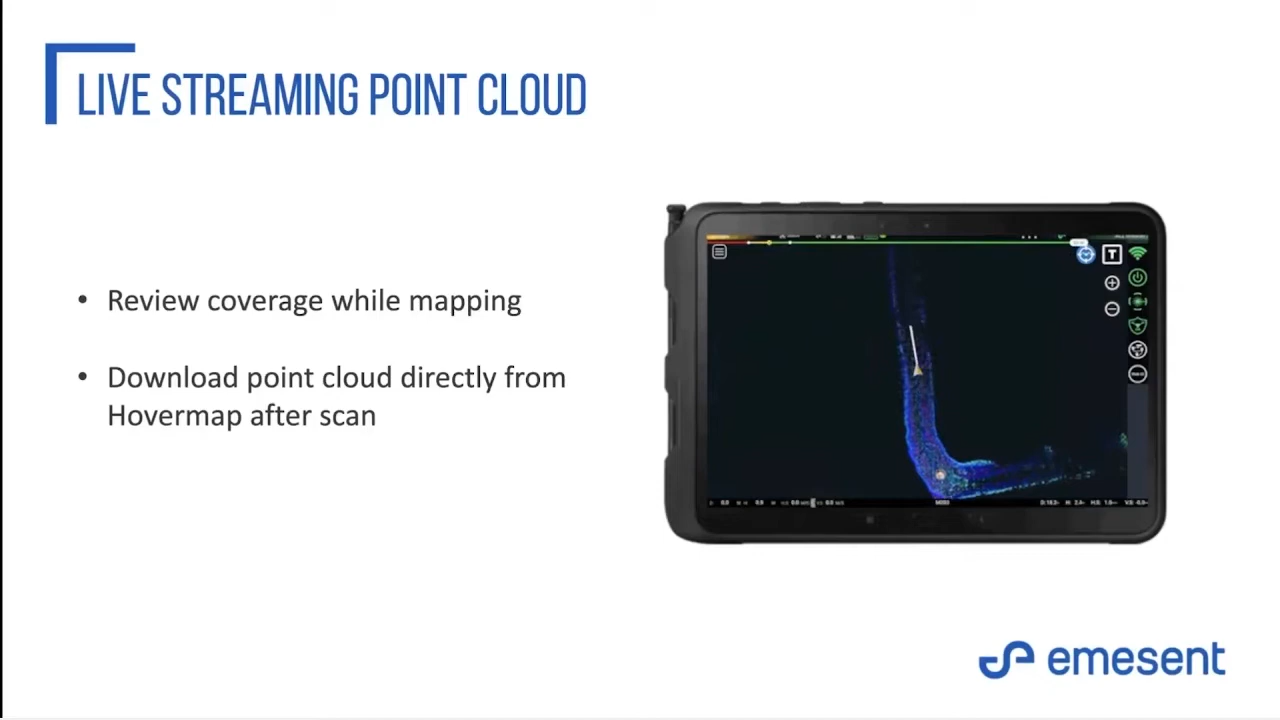 LIVE STREAMING POINT CLOUD
• Review coverage while mapping
• Download point cloud directly from
Hovermap after scan
T
emesent